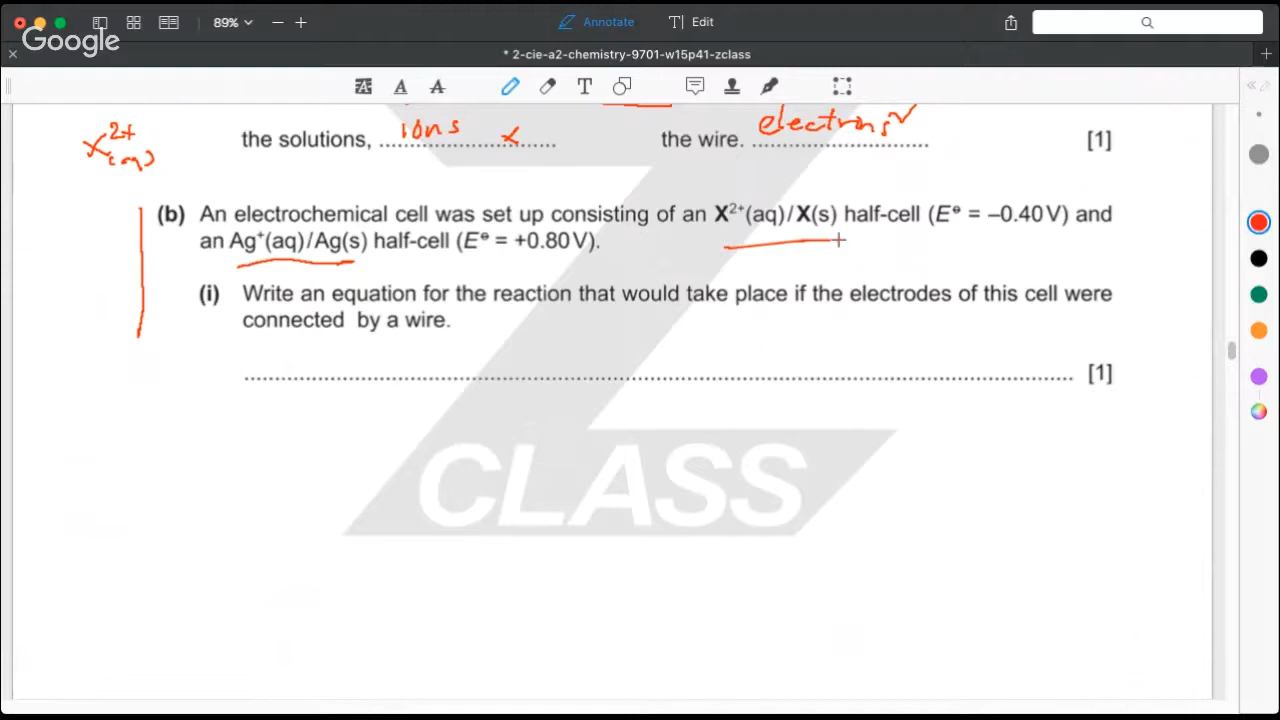 89%
Annotate
T Edit
Google
* 2-cie-a2-chemistry-9701-w15p41-zclass
X²⁺(aq)
the solutions, ions the wire. electrons [1]
(b) An electrochemical cell was set up consisting of an X²⁺(aq)/X(s) half-cell (E⦵ = –0.40 V) and
an Ag⁺(aq)/Ag(s) half-cell (E⦵ = +0.80 V).
(i) Write an equation for the reaction that would take place if the electrodes of this cell were
connected by a wire.
[1]
Z
CLASS